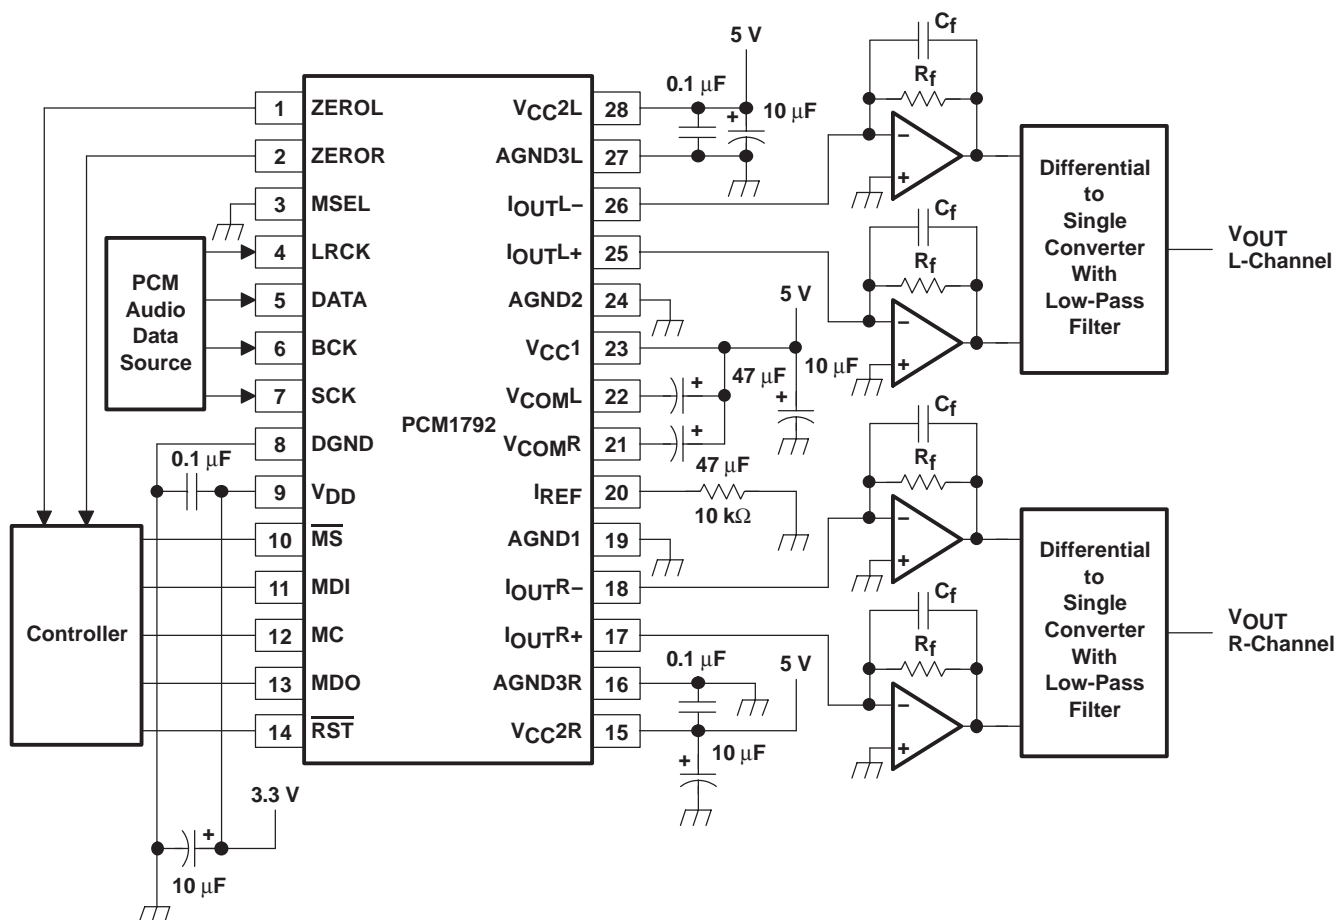 1 ZEROL
2 ZEROR
3 MSEL
4 LRCK
5 DATA
6 BCK
7 SCK
8 DGND
9 VDD
10 MS
11 MDI
12 MC
13 MDO
14 RST
PCM
Audio
Data
Source
0.1 μF
Controller
3.3 V
+
10 μF
PCM1792
VCC2L 28
AGND3L 27
IOUTL– 26
IOUTL+ 25
AGND2 24
VCC1 23
VCOML 22
VCOMR 21
IREF 20
AGND1 19
IOUTR– 18
IOUTR+ 17
AGND3R 16
VCC2R 15
5 V
0.1 μF
+
10 μF
5 V
47 μF
+
+
10 μF
+
47 μF
10 kΩ
0.1 μF
5 V
10 μF
+
Cf
Rf
–
+
Cf
Rf
–
+
Differential
to
Single
Converter
With
Low-Pass
Filter
VOUT
L-Channel
Cf
Rf
–
+
Cf
Rf
–
+
Differential
to
Single
Converter
With
Low-Pass
Filter
VOUT
R-Channel